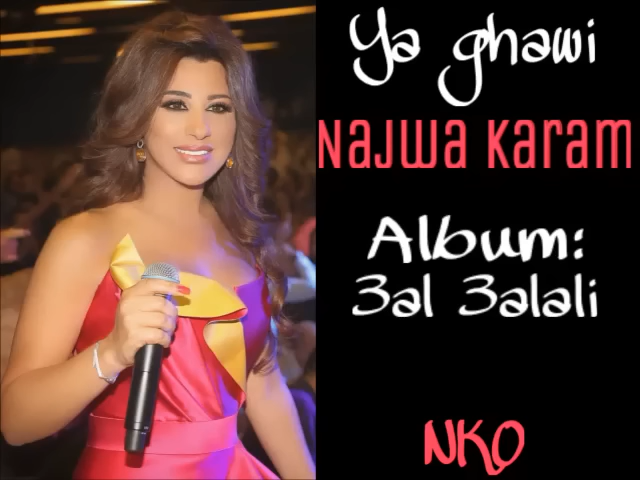 Ya ghawi
Najwa Karam
Album:
3al 3alali
NKO